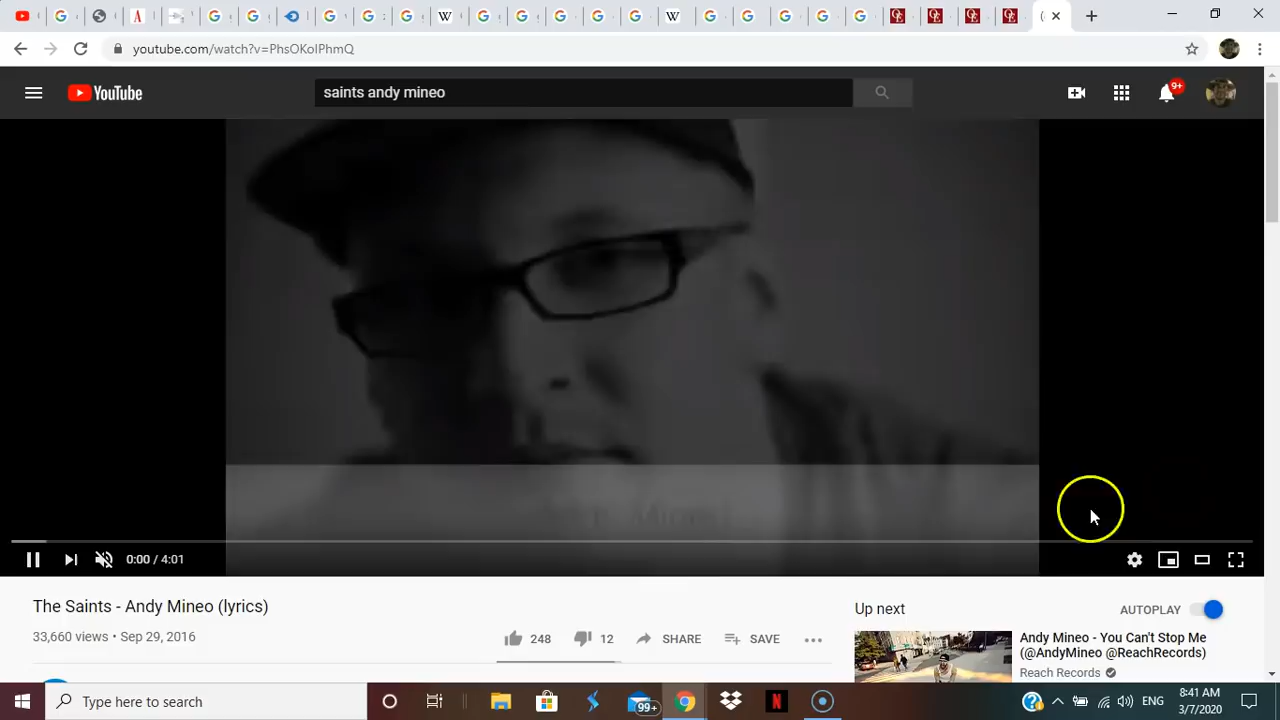 youtube.com/watch?v=PhsOKolPhmQ
YouTube
saints andy mineo
9+
0:00 / 4:01
The Saints - Andy Mineo (lyrics)
33,660 views • Sep 29, 2016
248
12
SHARE
SAVE
Up next
AUTOPLAY
Andy Mineo - You Can't Stop Me
(@AndyMineo @ReachRecords)
Reach Records
Type here to search
99+
ENG
8:41 AM
3/7/2020